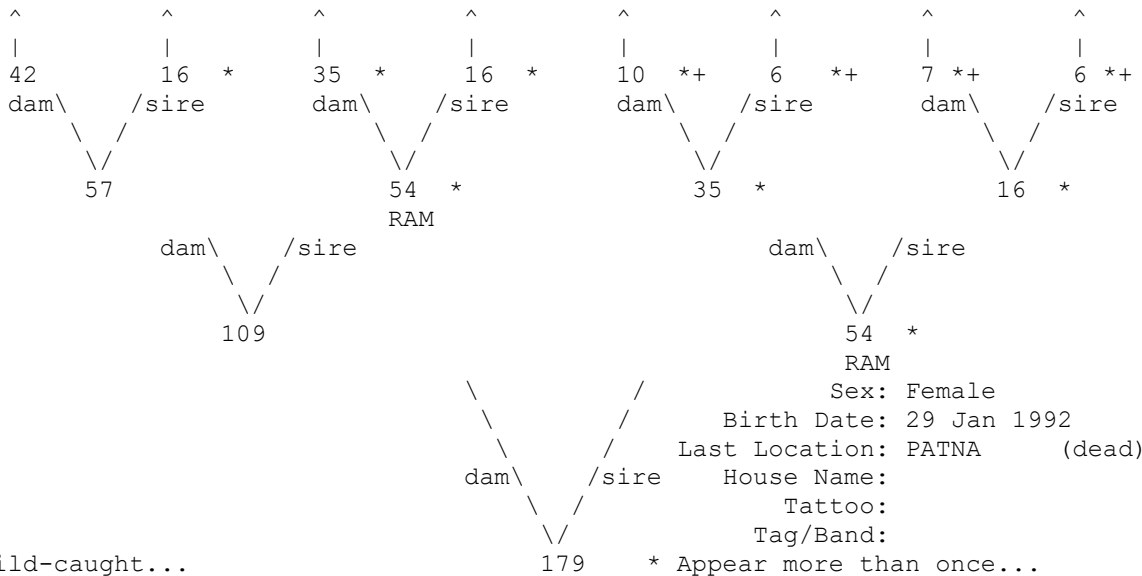 ^ ^ ^ ^ ^ ^ ^ ^
| | | | | | | |
42 16 * 35 * 16 * 10 *+ 6 *+ 7 *+ 6 *+
dam\ /sire dam\ /sire dam\ /sire dam\ /sire
\ / \ / \ / \ /
\/ \/ \/ \/
57 54 * 35 * 16 *
RAM
dam\ /sire dam\ /sire
\ / \ /
\/ \/
109 54 *
RAM
\ / Sex: Female
\ / Birth Date: 29 Jan 1992
\ / Last Location: PATNA (dead)
dam\ /sire House Name:
\ / Tattoo:
\/ Tag/Band:
ild-caught... 179 * Appear more than once...